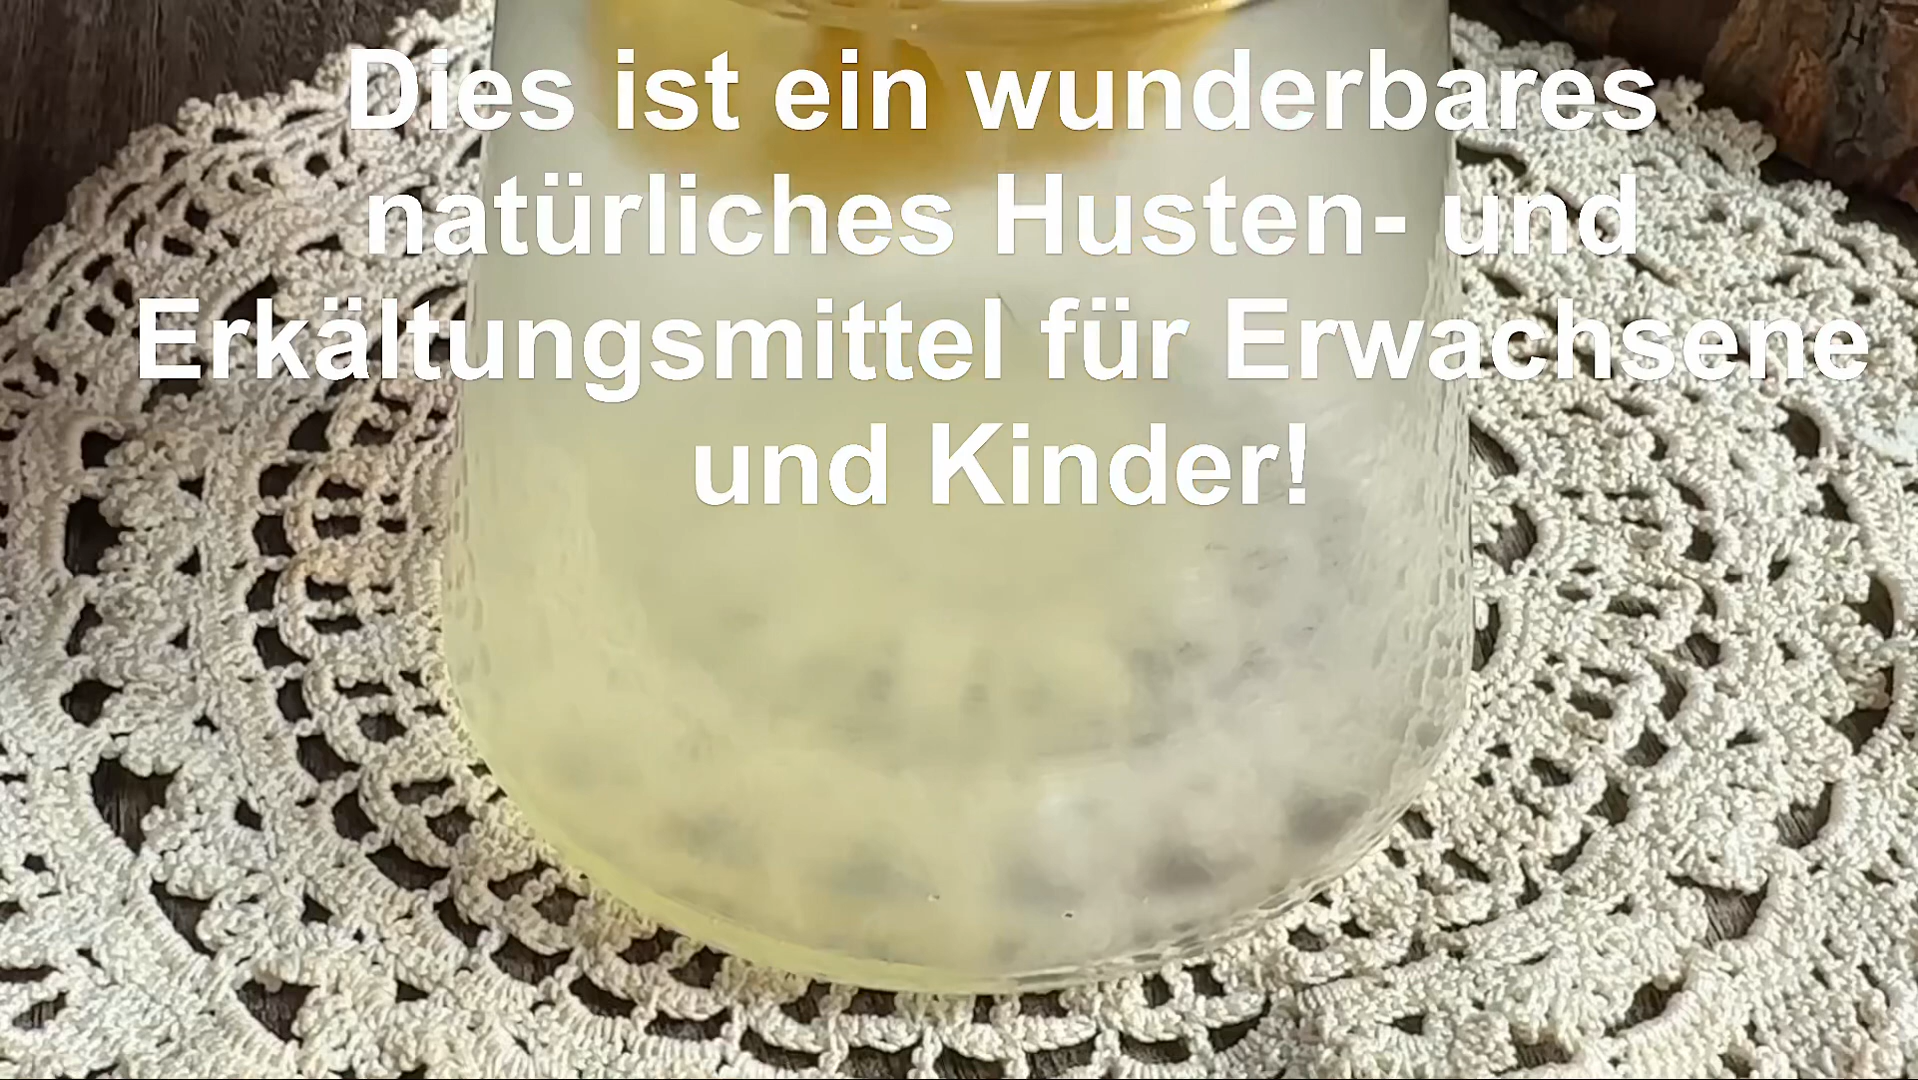 Dies ist ein wunderbares
natürliches Husten- und
Erkältungsmittel für Erwachsene
und Kinder!